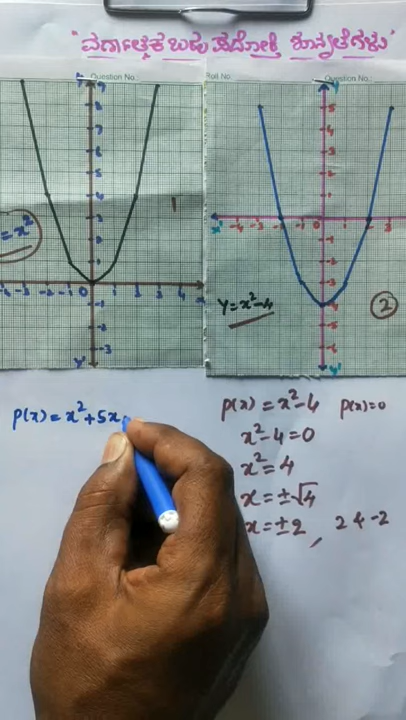 "ವರ್ಗಾತ್ಮಕ ಬಹು ಪದೋಕ್ತಿ ಶೂನ್ಯತೆಗಳು"
Question No.
Roll No. Question No.:
= x²
1
y = x² - 4
2
p(x) = x² - 4 p(x) = 0
x² - 4 = 0
x² = 4
x = ±√4
x = ±2 , 2 & -2
p(x) = x² + 5x